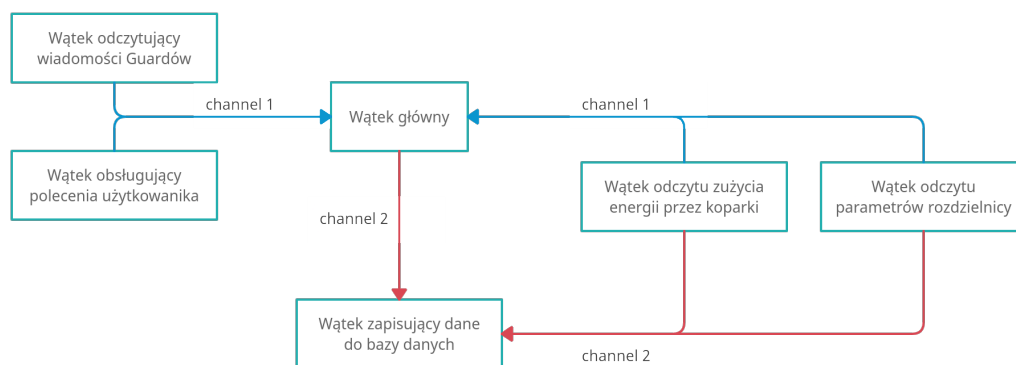 Wątek odczytujący
wiadomości Guardów
channel 1
Wątek główny
channel 1
Wątek obsługujący
polecenia użytkowanika
Wątek odczytu zużycia
energii przez koparki
Wątek odczytu
parametrów rozdzielnicy
channel 2
Wątek zapisujący dane
do bazy danych
channel 2